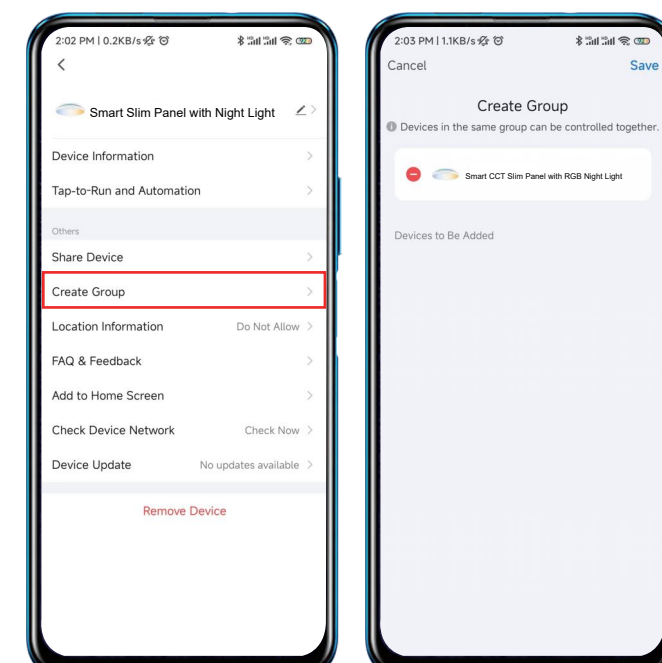 2:02 PM | 0.2KB/s
Smart Slim Panel with Night Light
Device Information
Tap-to-Run and Automation
Others
Share Device
Create Group
Location Information Do Not Allow
FAQ & Feedback
Add to Home Screen
Check Device Network Check Now
Device Update No updates available
Remove Device
2:03 PM | 1.1KB/s
Cancel Save
Create Group
Devices in the same group can be controlled together.
Smart CCT Slim Panel with RGB Night Light
Devices to Be Added